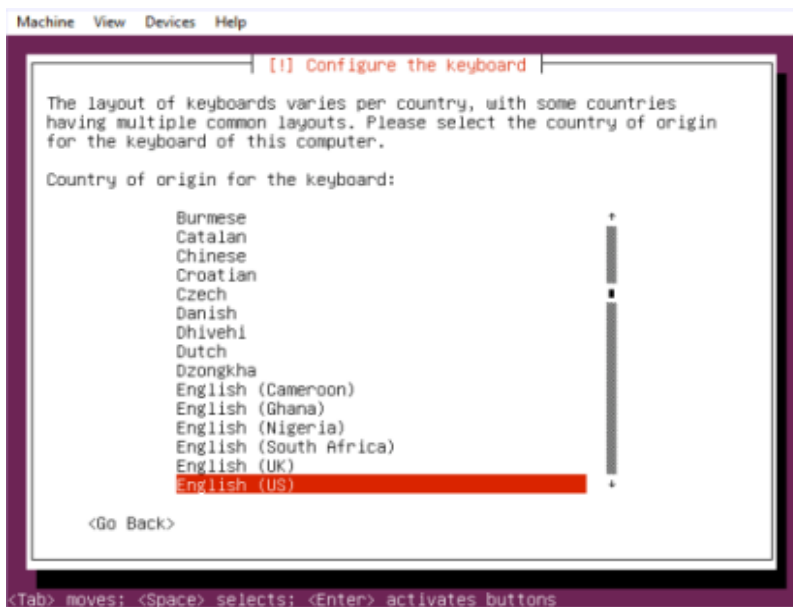 Machine View Devices Help
[!] Configure the keyboard
The layout of keyboards varies per country, with some countries
having multiple common layouts. Please select the country of origin
for the keyboard of this computer.
Country of origin for the keyboard:
Burmese
Catalan
Chinese
Croatian
Czech
Danish
Dhivehi
Dutch
Dzongkha
English (Cameroon)
English (Ghana)
English (Nigeria)
English (South Africa)
English (UK)
English (US)
<Go Back>
<Tab> moves; <Space> selects; <Enter> activates buttons